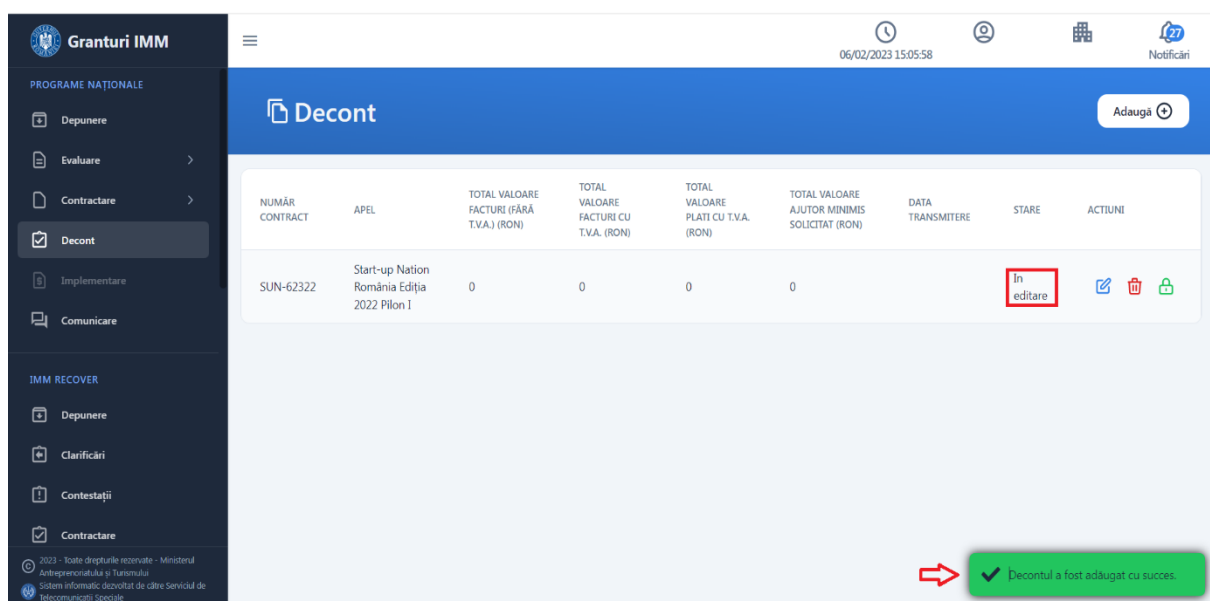 Granturi IMM
06/02/2023 15:05:58
27
Notificări
PROGRAME NAȚIONALE
Depunere
Evaluare
Contractare
Decont
Implementare
Comunicare
IMM RECOVER
Depunere
Clarificări
Contestații
Contractare
2023 - Toate drepturile rezervate - Ministerul
Antreprenoriatului și Turismului
Sistem informatic dezvoltat de către Serviciul de
Telecomunicații Speciale
Decont
Adaugă
NUMĂR
CONTRACT
APEL
TOTAL VALOARE
FACTURI (FĂRĂ
T.V.A.) (RON)
TOTAL
VALOARE
FACTURI CU
T.V.A. (RON)
TOTAL
VALOARE
PLATI CU T.V.A.
(RON)
TOTAL VALOARE
AJUTOR MINIMIS
SOLICITAT (RON)
DATA
TRANSMITERE
STARE
ACTIUNI
SUN-62322
Start-up Nation
România Ediția
2022 Pilon I
0
0
0
0
In
editare
Decontul a fost adăugat cu succes.